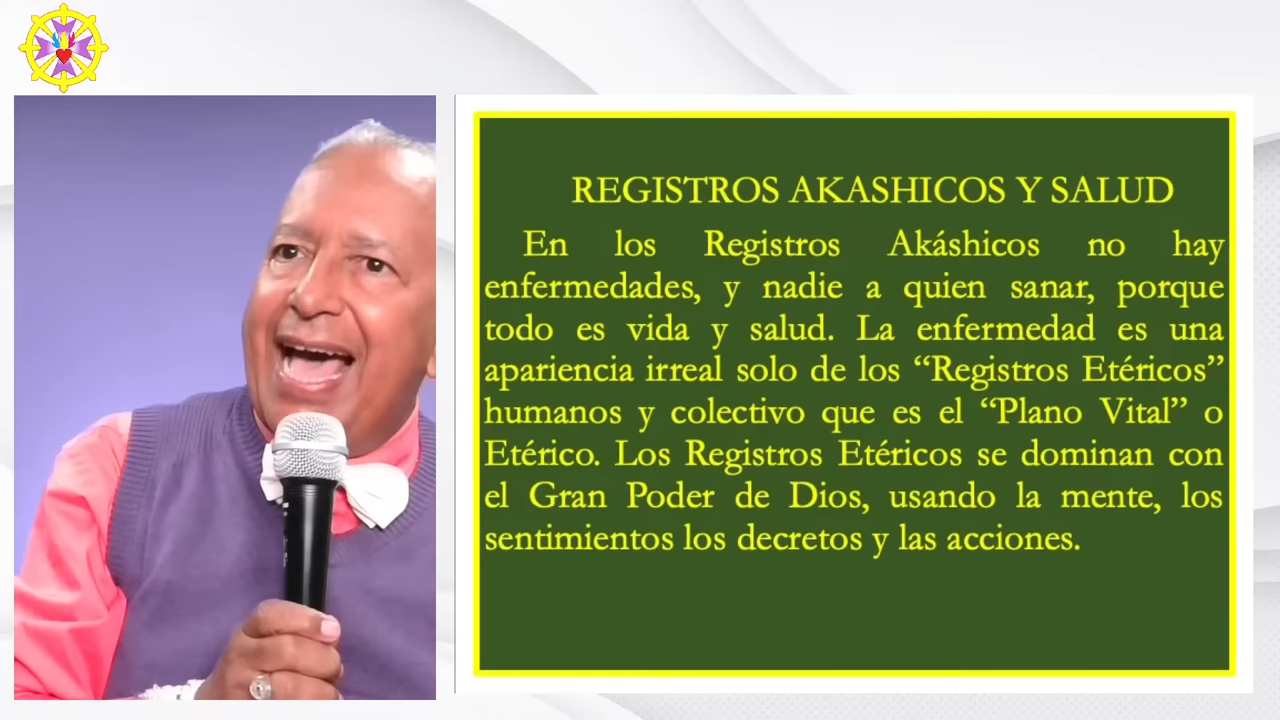 REGISTROS AKASHICOS Y SALUD
En los Registros Akáshicos no hay
enfermedades, y nadie a quien sanar, porque
todo es vida y salud. La enfermedad es una
apariencia irreal solo de los “Registros Etéricos”
humanos y colectivo que es el “Plano Vital” o
Etérico. Los Registros Etéricos se dominan con
el Gran Poder de Dios, usando la mente, los
sentimientos los decretos y las acciones.